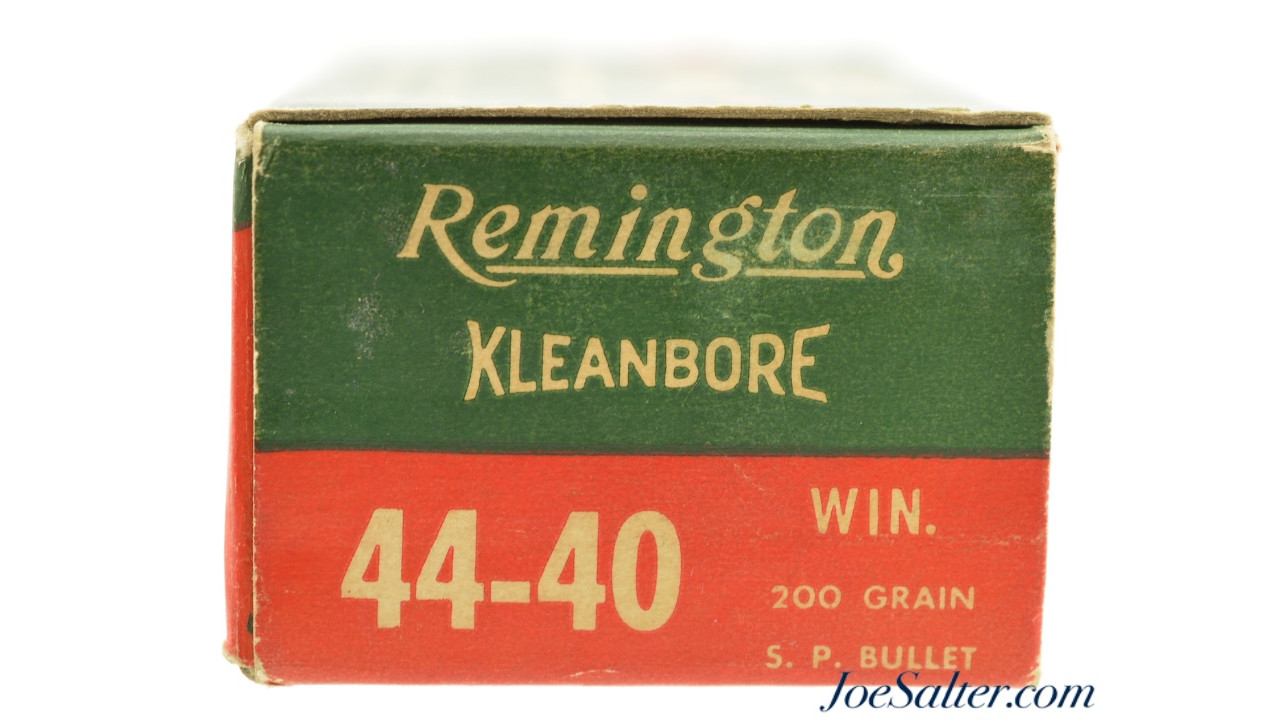 Remington
KLEANBORE
44-40
WIN.
200 GRAIN
S. P. BULLET
JoeSalter.com